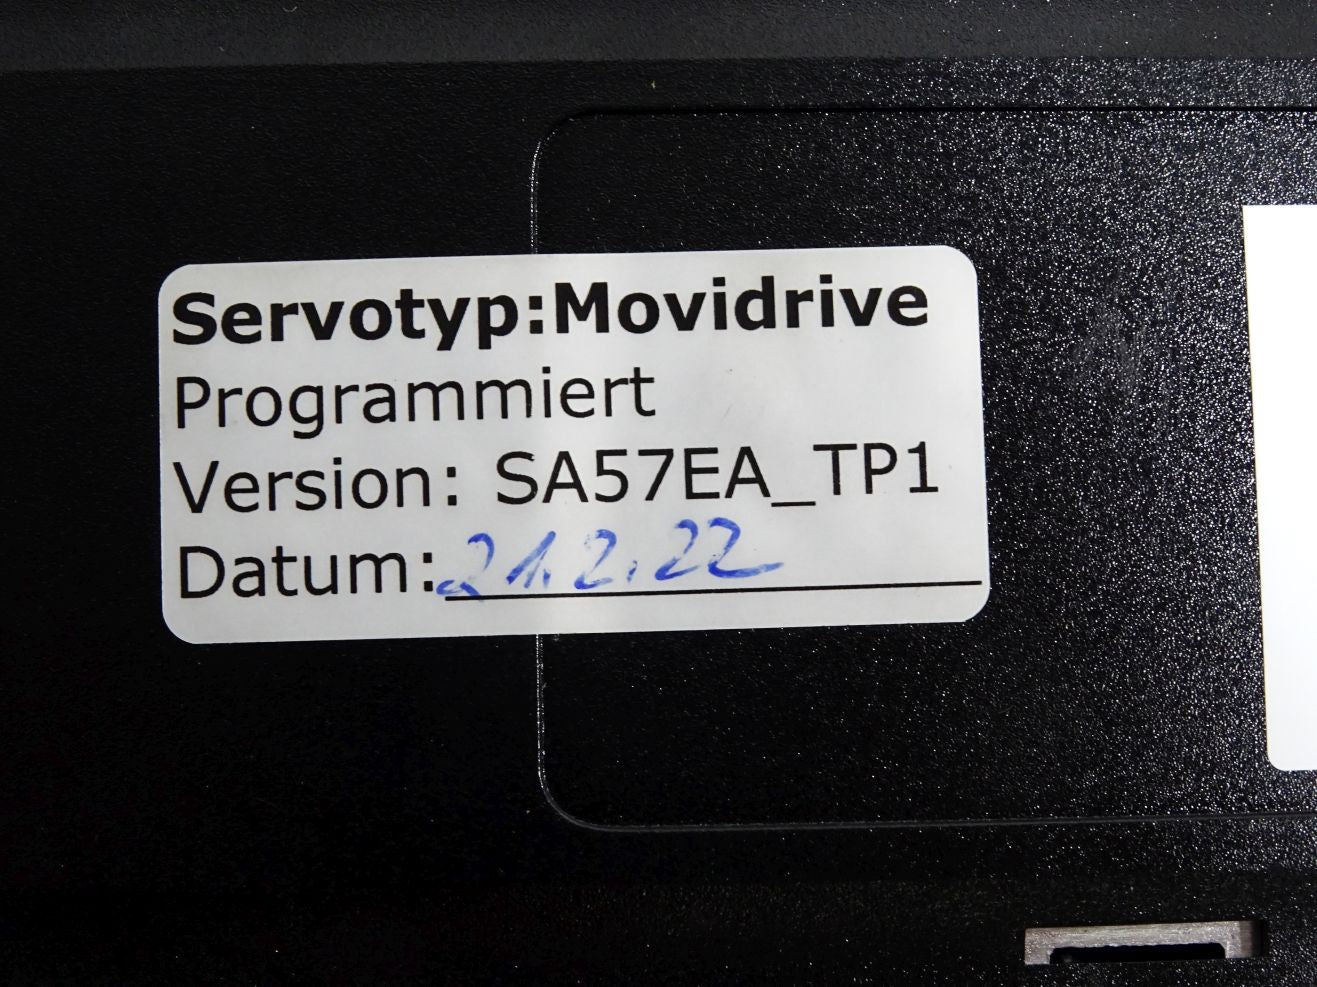 Servotyp:Movidrive
Programmiert
Version: SA57EA_TP1
Datum: 21.2.22